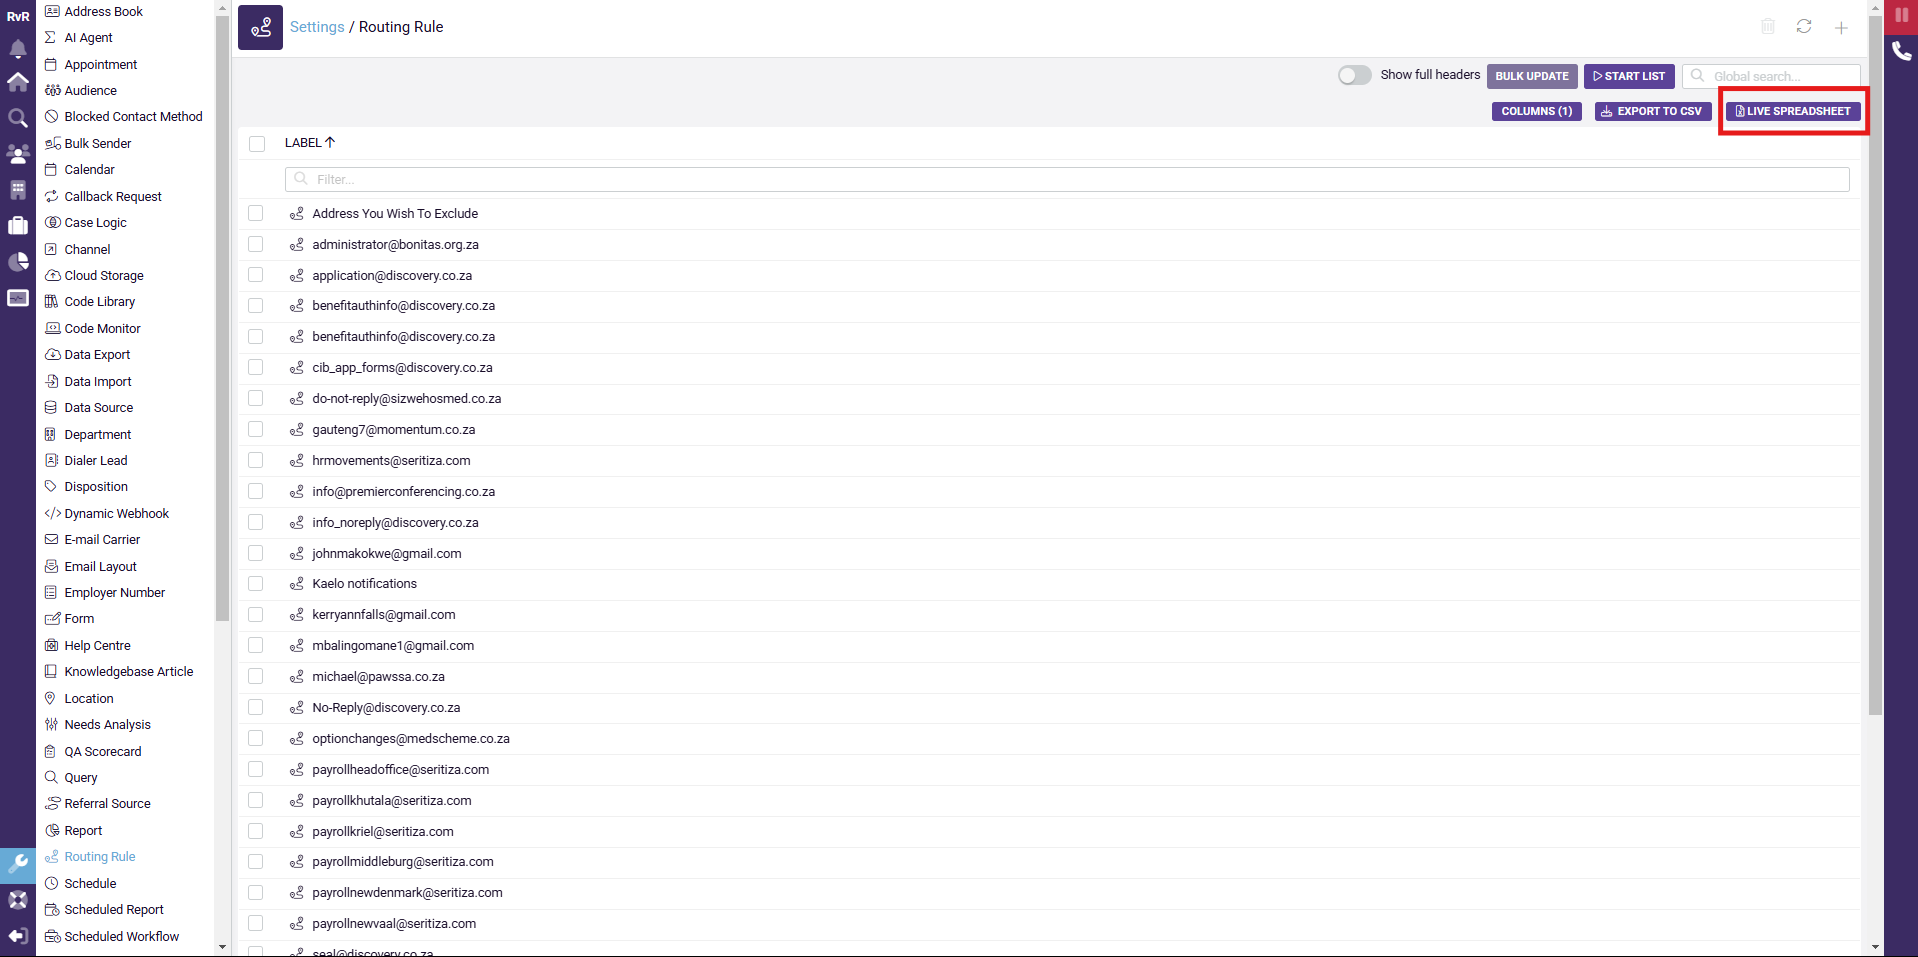 RvR
Address Book
AI Agent
Appointment
Audience
Blocked Contact Method
Bulk Sender
Calendar
Callback Request
Case Logic
Channel
Cloud Storage
Code Library
Code Monitor
Data Export
Data Import
Data Source
Department
Dialer Lead
Disposition
Dynamic Webhook
E-mail Carrier
Email Layout
Employer Number
Form
Help Centre
Knowledgebase Article
Location
Needs Analysis
QA Scorecard
Query
Referral Source
Report
Routing Rule
Schedule
Scheduled Report
Scheduled Workflow
Settings / Routing Rule
Show full headers
BULK UPDATE
START LIST
Global search...
COLUMNS (1)
EXPORT TO CSV
LIVE SPREADSHEET
LABEL
Filter...
Address You Wish To Exclude
administrator@bonitas.org.za
application@discovery.co.za
benefitauthinfo@discovery.co.za
benefitauthinfo@discovery.co.za
cib_app_forms@discovery.co.za
do-not-reply@sizwehosmed.co.za
gauteng7@momentum.co.za
hrmovements@seritiza.com
info@premierconferencing.co.za
info_noreply@discovery.co.za
johnmakokwe@gmail.com
Kaelo notifications
kerryannfalls@gmail.com
mbalingomane1@gmail.com
michael@pawssa.co.za
No-Reply@discovery.co.za
optionchanges@medscheme.co.za
payrollheadoffice@seritiza.com
payrollkhutala@seritiza.com
payrollkriel@seritiza.com
payrollmiddleburg@seritiza.com
payrollnewdenmark@seritiza.com
payrollnewvaal@seritiza.com
seal@discovery.co.za